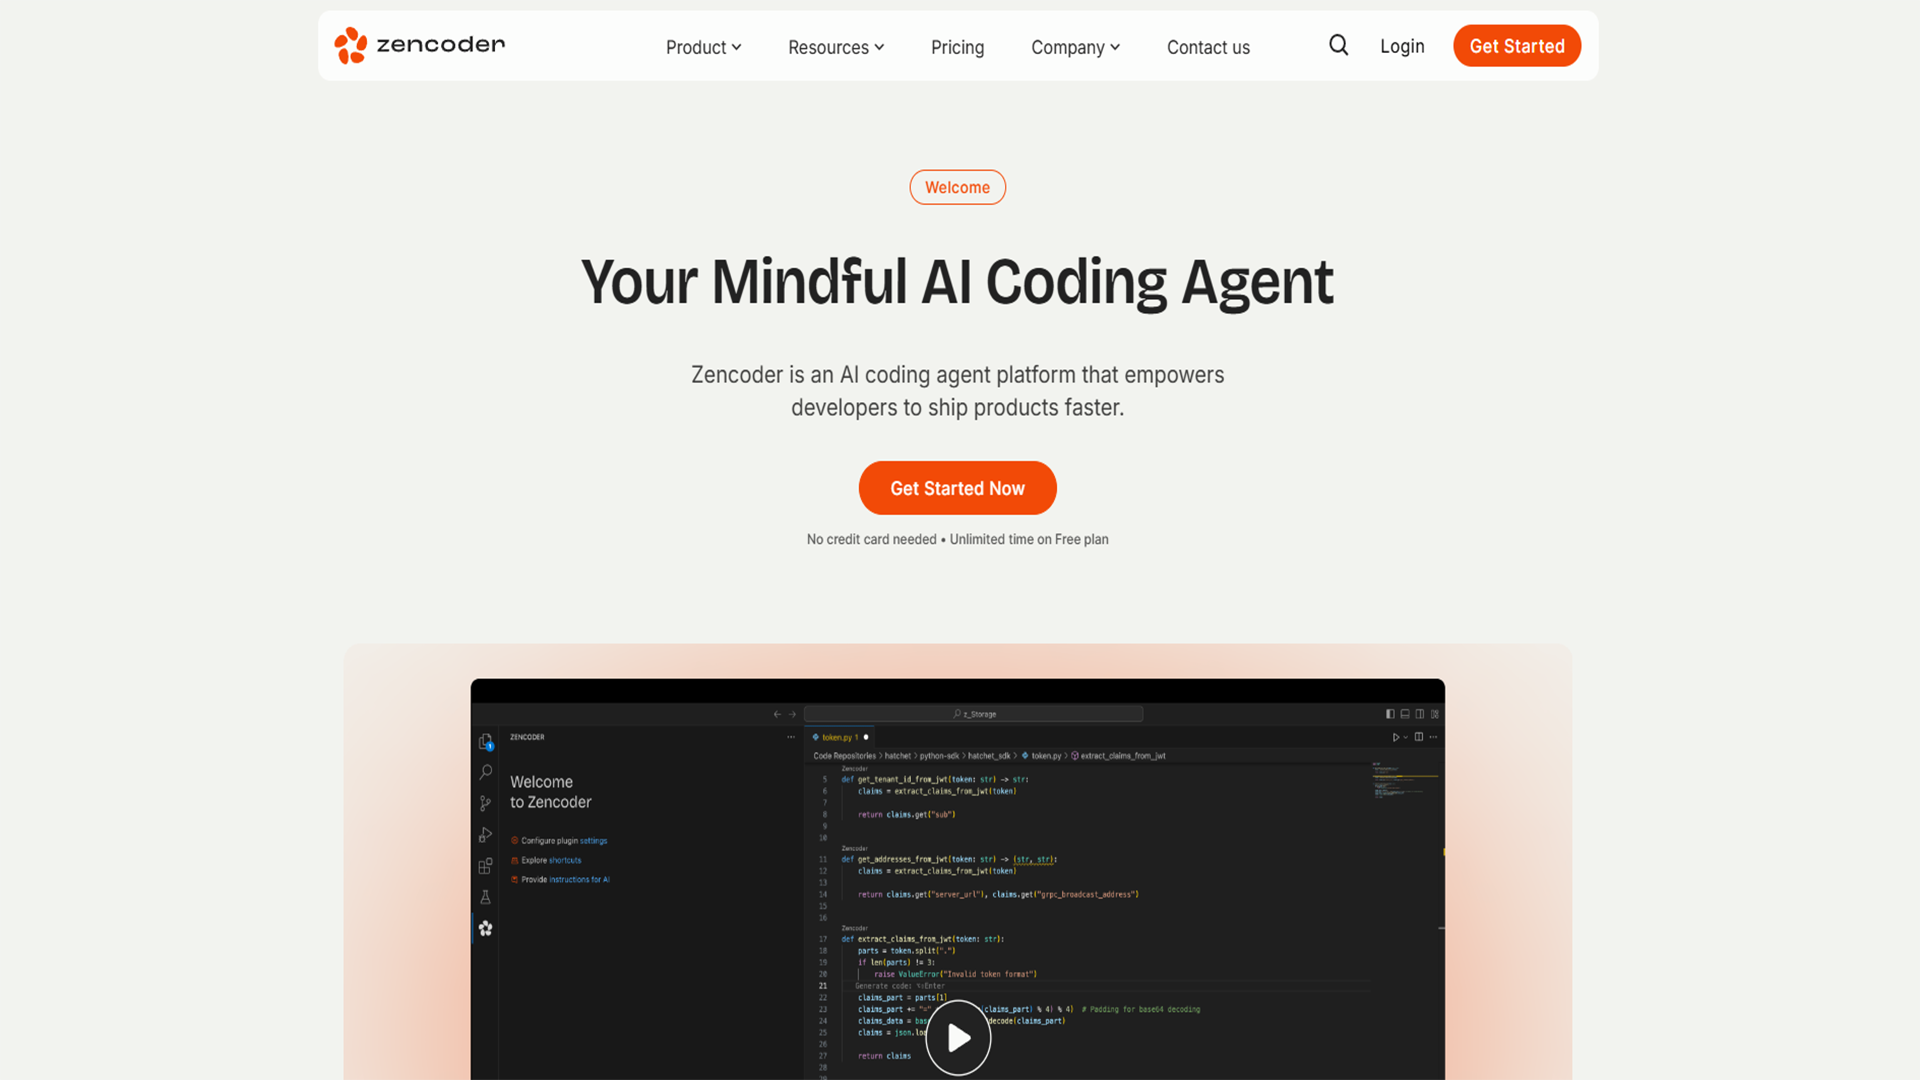 zencoder
Product
Resources
Pricing
Company
Contact us
Login
Get Started
Welcome
Your Mindful AI Coding Agent
Zencoder is an AI coding agent platform that empowers
developers to ship products faster.
Get Started Now
No credit card needed • Unlimited time on Free plan
z_Storage
ZENCODER
Welcome
to Zencoder
Configure plugin settings
Explore shortcuts
Provide instructions for AI
token.py 1
Code Repositories > hatchet > python-sdk > hatchet_sdk > token.py > extract_claims_from_jwt
Zencoder
5 def get_tenant_id_from_jwt(token: str) -> str:
6 claims = extract_claims_from_jwt(token)
7
8 return claims.get("sub")
9
10
Zencoder
11 def get_addresses_from_jwt(token: str) -> (str, str):
12 claims = extract_claims_from_jwt(token)
13
14 return claims.get("server_url"), claims.get("grpc_broadcast_address")
15
16
Zencoder
17 def extract_claims_from_jwt(token: str):
18 parts = token.split(".")
19 if len(parts) != 3:
20 raise ValueError("Invalid token format")
21 Generate code: ⌥⇧Enter
22 claims_part = parts[1]
23 claims_part += "=" (claims_part) % 4) % 4) # Padding for base64 decoding
24 claims_data = bas decode(claims_part)
25 claims = json.loa
26
27 return claims
28